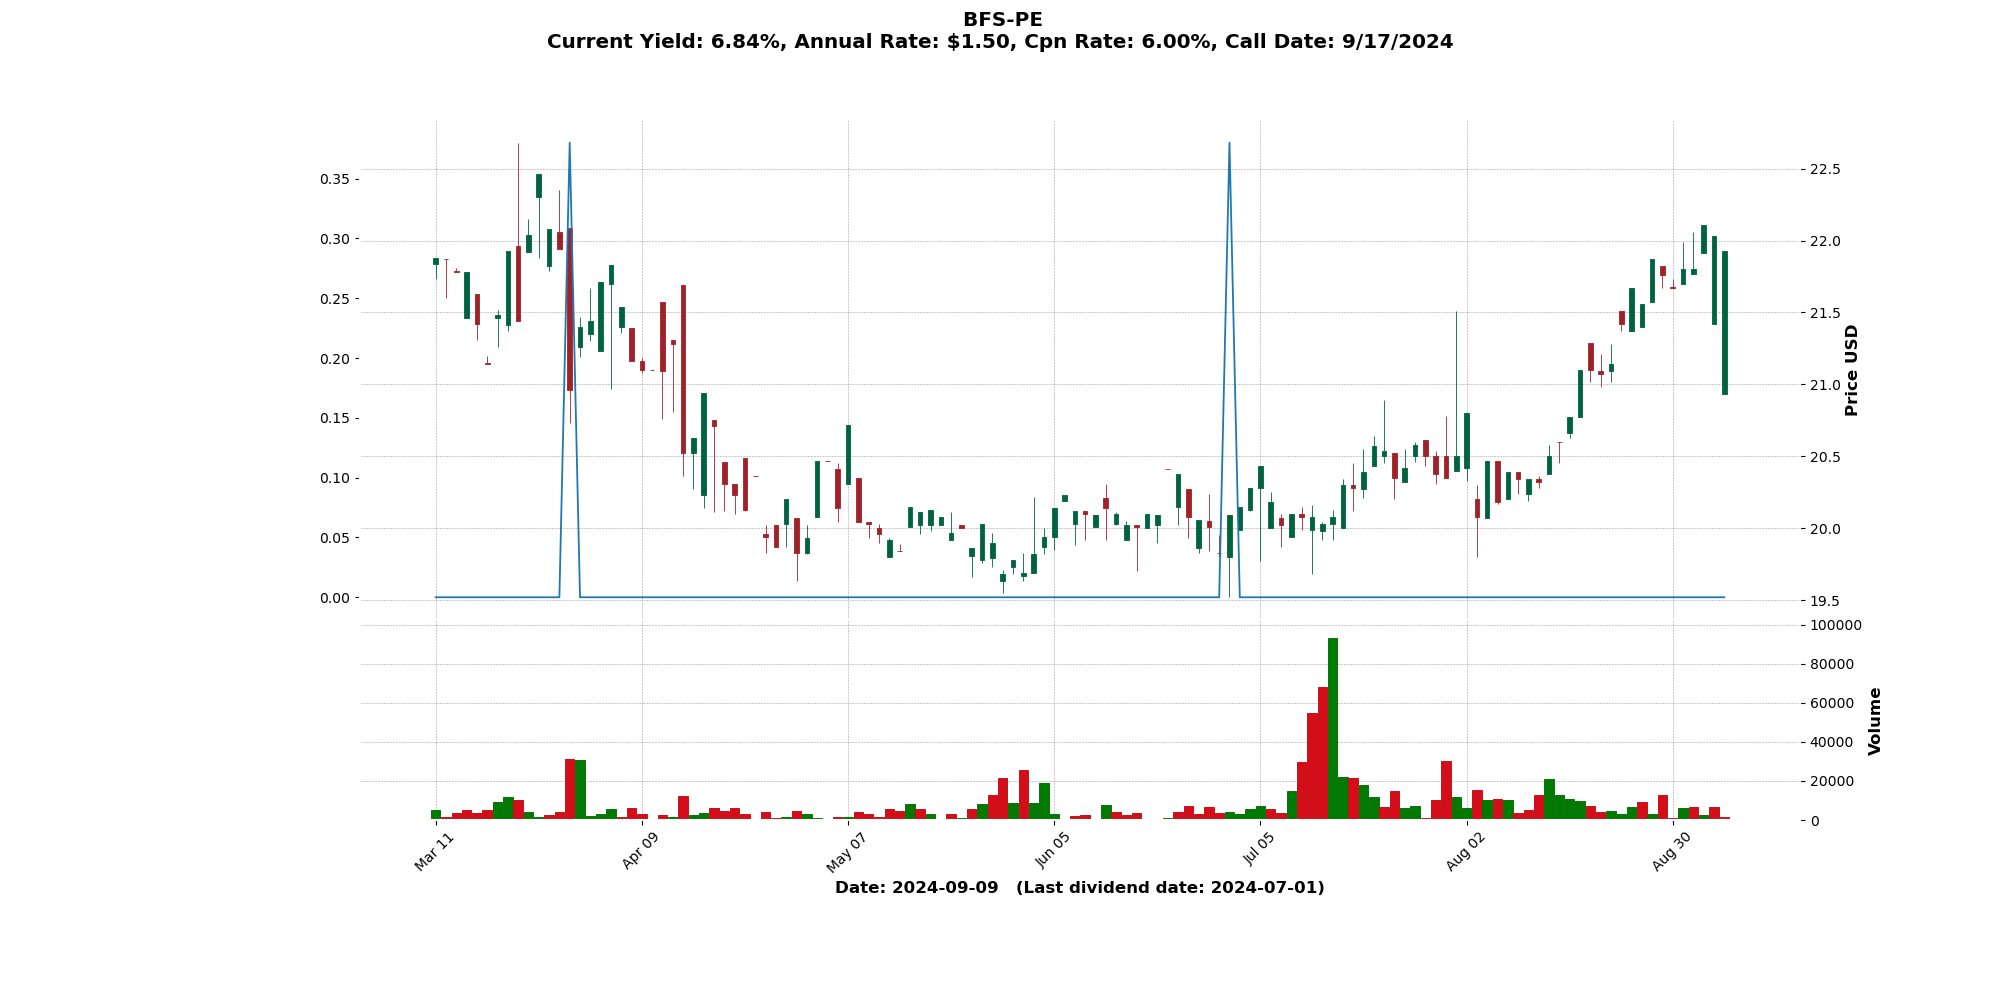 BFS-PE
Current Yield: 6.84%, Annual Rate: $1.50, Cpn Rate: 6.00%, Call Date: 9/17/2024
0.35
0.30
0.25
0.20
0.15
0.10
0.05
0.00
22.5
22.0
21.5
21.0
20.5
20.0
19.5
Price USD
100000
80000
60000
40000
20000
0
Volume
Mar 11
Apr 09
May 07
Jun 05
Jul 05
Aug 02
Aug 30
Date: 2024-09-09 (Last dividend date: 2024-07-01)